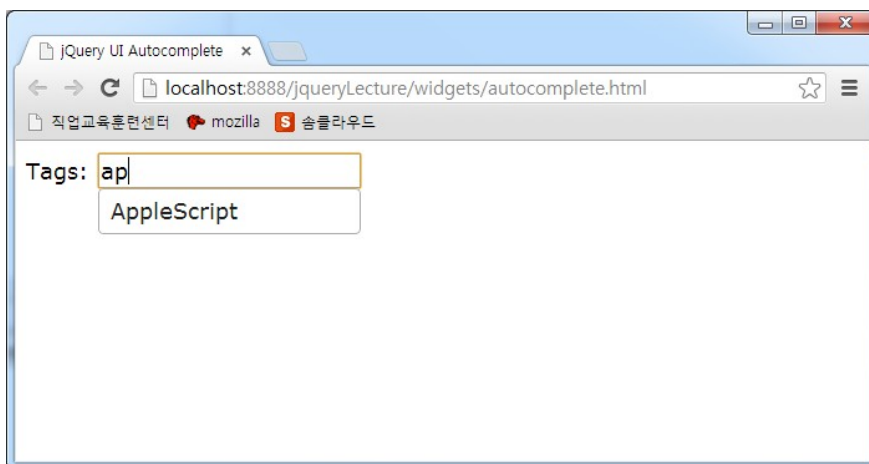 jQuery UI Autocomplete
localhost:8888/jqueryLecture/widgets/autocomplete.html
직업교육훈련센터 mozilla S 솜클라우드
Tags: ap
AppleScript